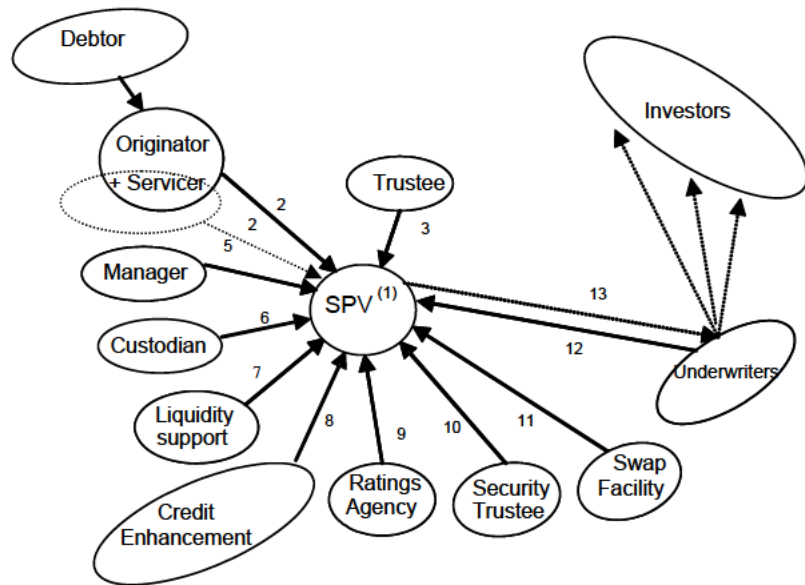 Debtor
Investors
Originator
+ Servicer
Trustee
2
2
3
5
Manager
SPV (1)
13
6
12
Custodian
Underwriters
7
Liquidity
support
8
9
10
11
Credit
Enhancement
Ratings
Agency
Security
Trustee
Swap
Facility